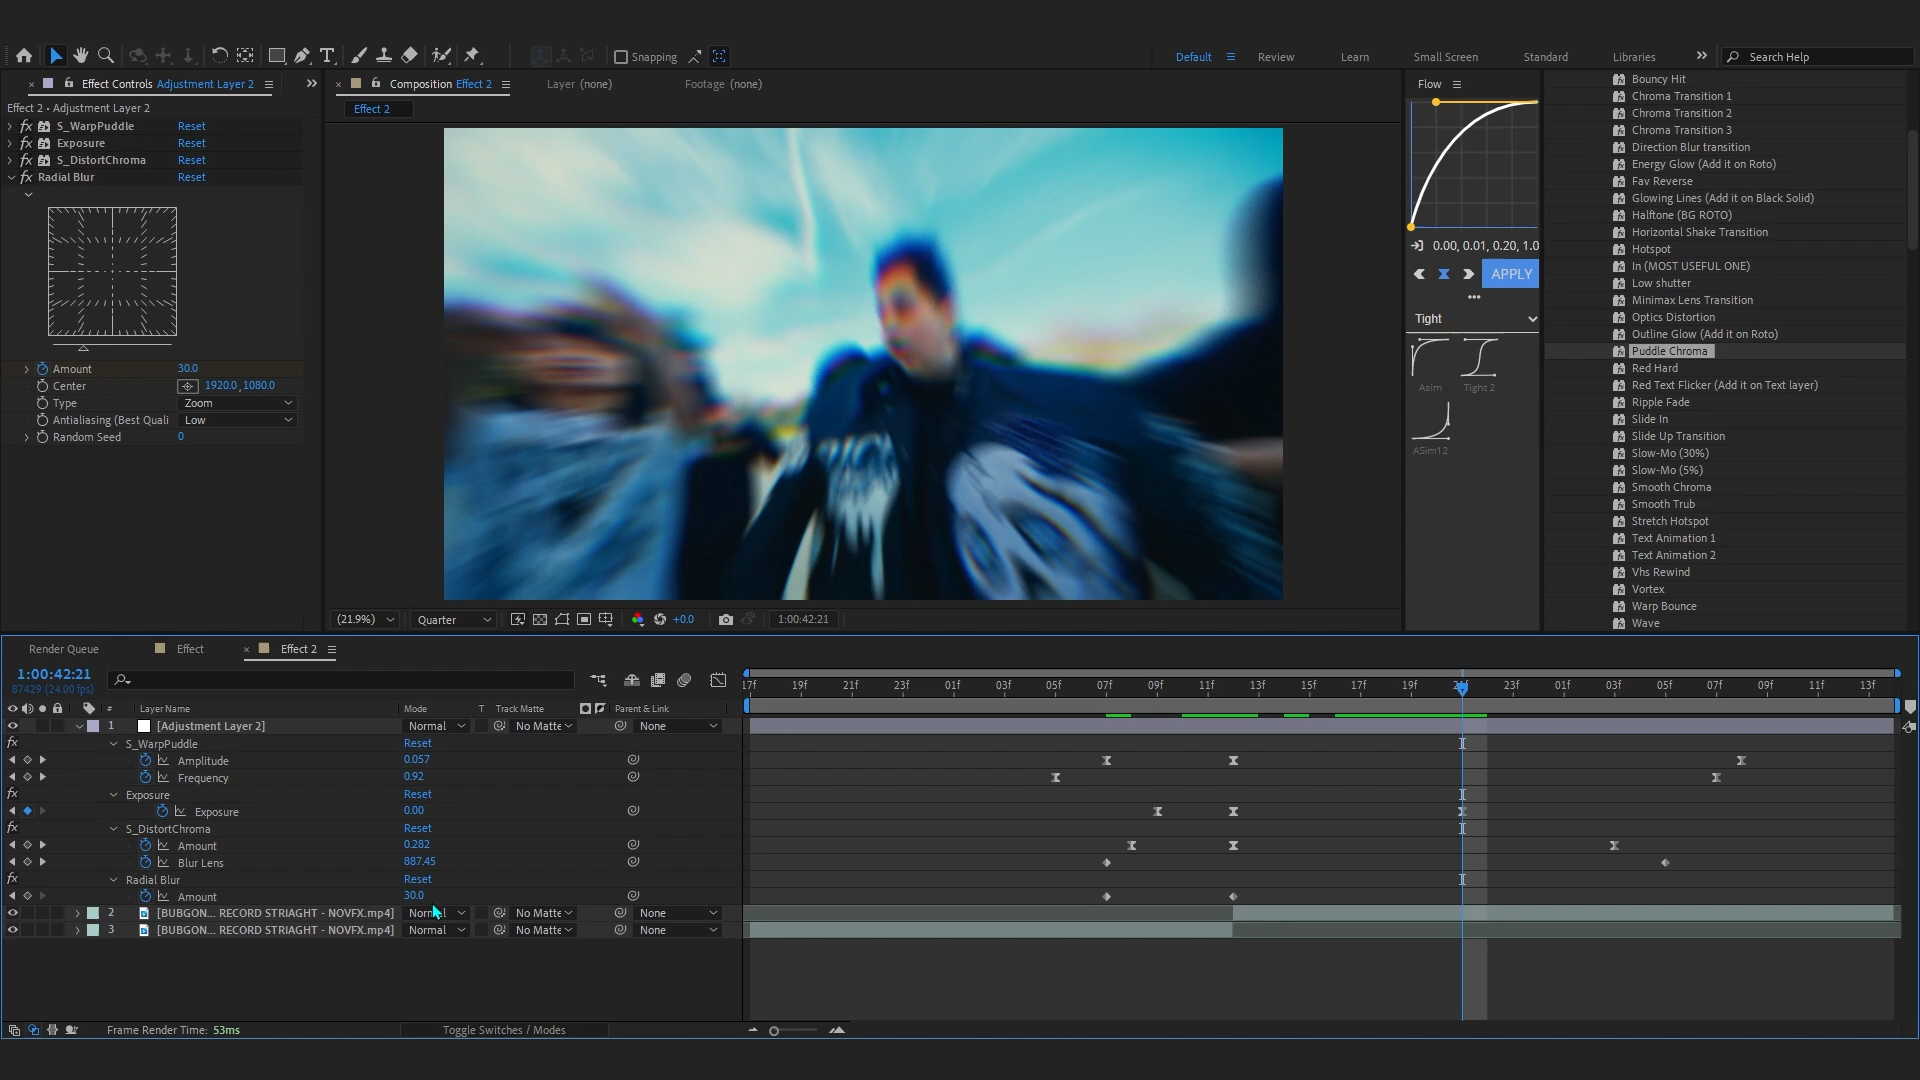 Snapping
Default
Review
Learn
Small Screen
Standard
Libraries
Search Help
Effect Controls Adjustment Layer 2
Composition Effect 2
Layer (none)
Footage (none)
Flow
Effect 2 • Adjustment Layer 2
Effect 2
fx S_WarpPuddle Reset
fx Exposure Reset
fx S_DistortChroma Reset
fx Radial Blur Reset
Amount 30.0
Center 1920.0, 1080.0
Type Zoom
Antialiasing (Best Quali Low
Random Seed 0
0.00, 0.01, 0.20, 1.0
APPLY
Tight
Asim
Tight 2
ASim12
Bouncy Hit
Chroma Transition 1
Chroma Transition 2
Chroma Transition 3
Direction Blur transition
Energy Glow (Add it on Roto)
Fav Reverse
Glowing Lines (Add it on Black Solid)
Halftone (BG ROTO)
Horizontal Shake Transition
Hotspot
In (MOST USEFUL ONE)
Low shutter
Minimax Lens Transition
Optics Distortion
Outline Glow (Add it on Roto)
Puddle Chroma
Red Hard
Red Text Flicker (Add it on Text layer)
Ripple Fade
Slide In
Slide Up Transition
Slow-Mo (30%)
Slow-Mo (5%)
Smooth Chroma
Smooth Trub
Stretch Hotspot
Text Animation 1
Text Animation 2
Vhs Rewind
Vortex
Warp Bounce
Wave
(21.9%)
Quarter
+0.0
1:00:42:21
Render Queue
Effect
Effect 2
1:00:42:21
87429 (24.00 fps)
17f 19f 21f 23f 01f 03f 05f 07f 09f 11f 13f 15f 17f 19f 23f 01f 03f 05f 07f 09f 11f 13f
# Layer Name Mode T Track Matte Parent & Link
1 [Adjustment Layer 2] Normal No Matte None
fx S_WarpPuddle Reset
Amplitude 0.057
Frequency 0.92
fx Exposure Reset
Exposure 0.00
fx S_DistortChroma Reset
Amount 0.282
Blur Lens 887.45
fx Radial Blur Reset
Amount 30.0
2 [BUBGON... RECORD STRIAGHT - NOVFX.mp4] Normal No Matte None
3 [BUBGON... RECORD STRIAGHT - NOVFX.mp4] Normal No Matte None
Frame Render Time: 53ms
Toggle Switches / Modes